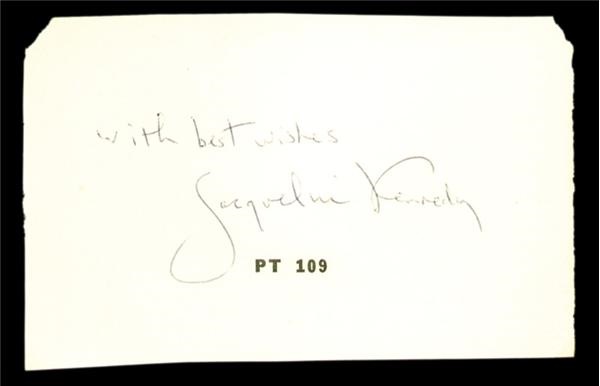 with best wishes
Jacqueline Kennedy
PT 109